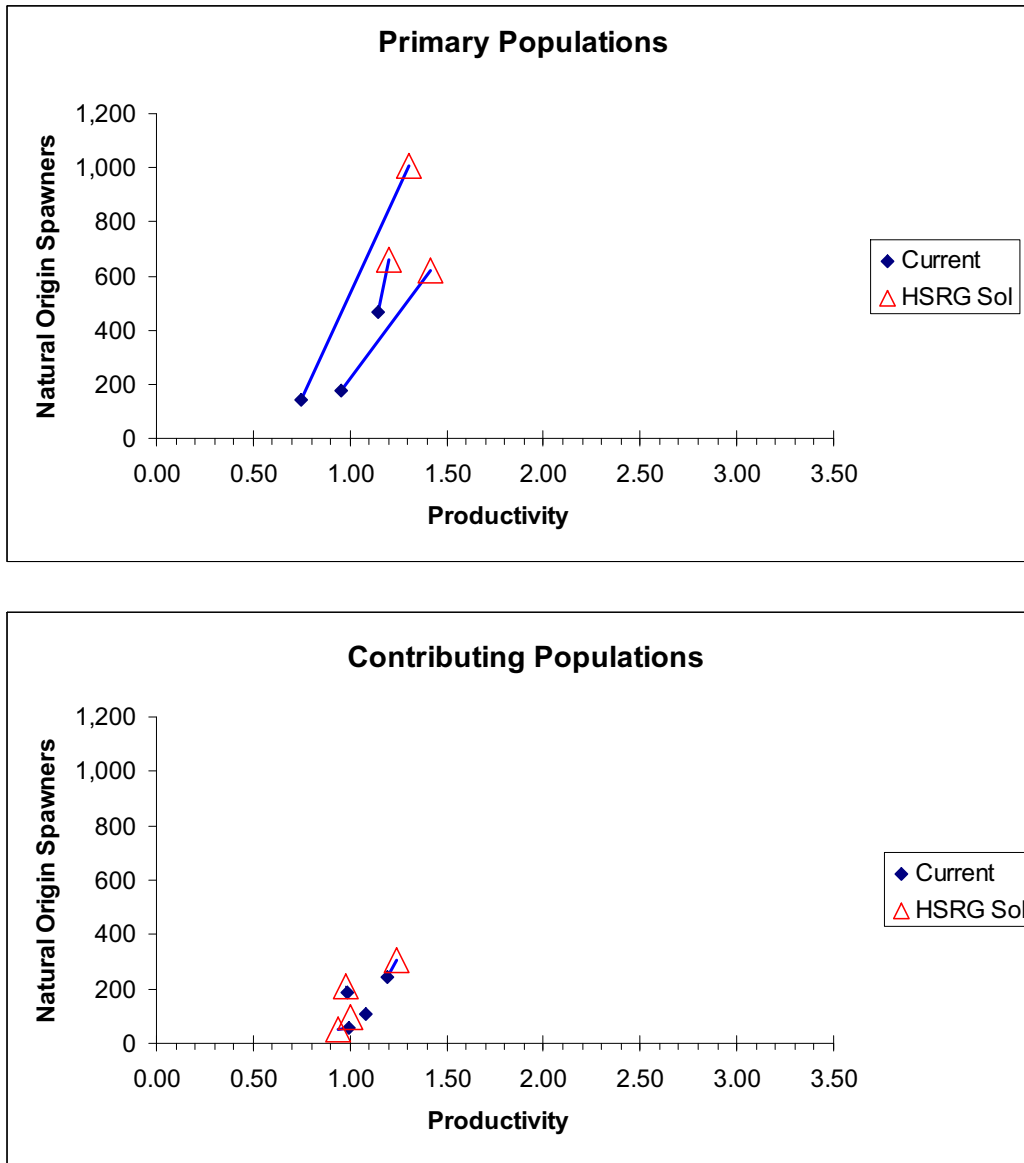 Primary Populations
1,200
1,000
800
600
400
200
0
Natural Origin Spawners
0.00 0.50 1.00 1.50 2.00 2.50 3.00 3.50
Productivity
Current
HSRG Sol
Contributing Populations
1,200
1,000
800
600
400
200
0
Natural Origin Spawners
0.00 0.50 1.00 1.50 2.00 2.50 3.00 3.50
Productivity
Current
HSRG Sol